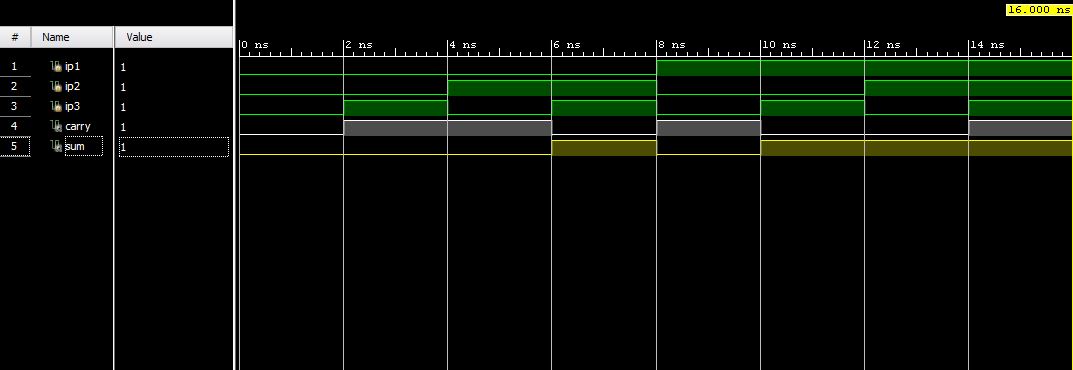 16.000 ns
# Name Value
0 ns 2 ns 4 ns 6 ns 8 ns 10 ns 12 ns 14 ns
1 ip1 1
2 ip2 1
3 ip3 1
4 carry 1
5 sum 1